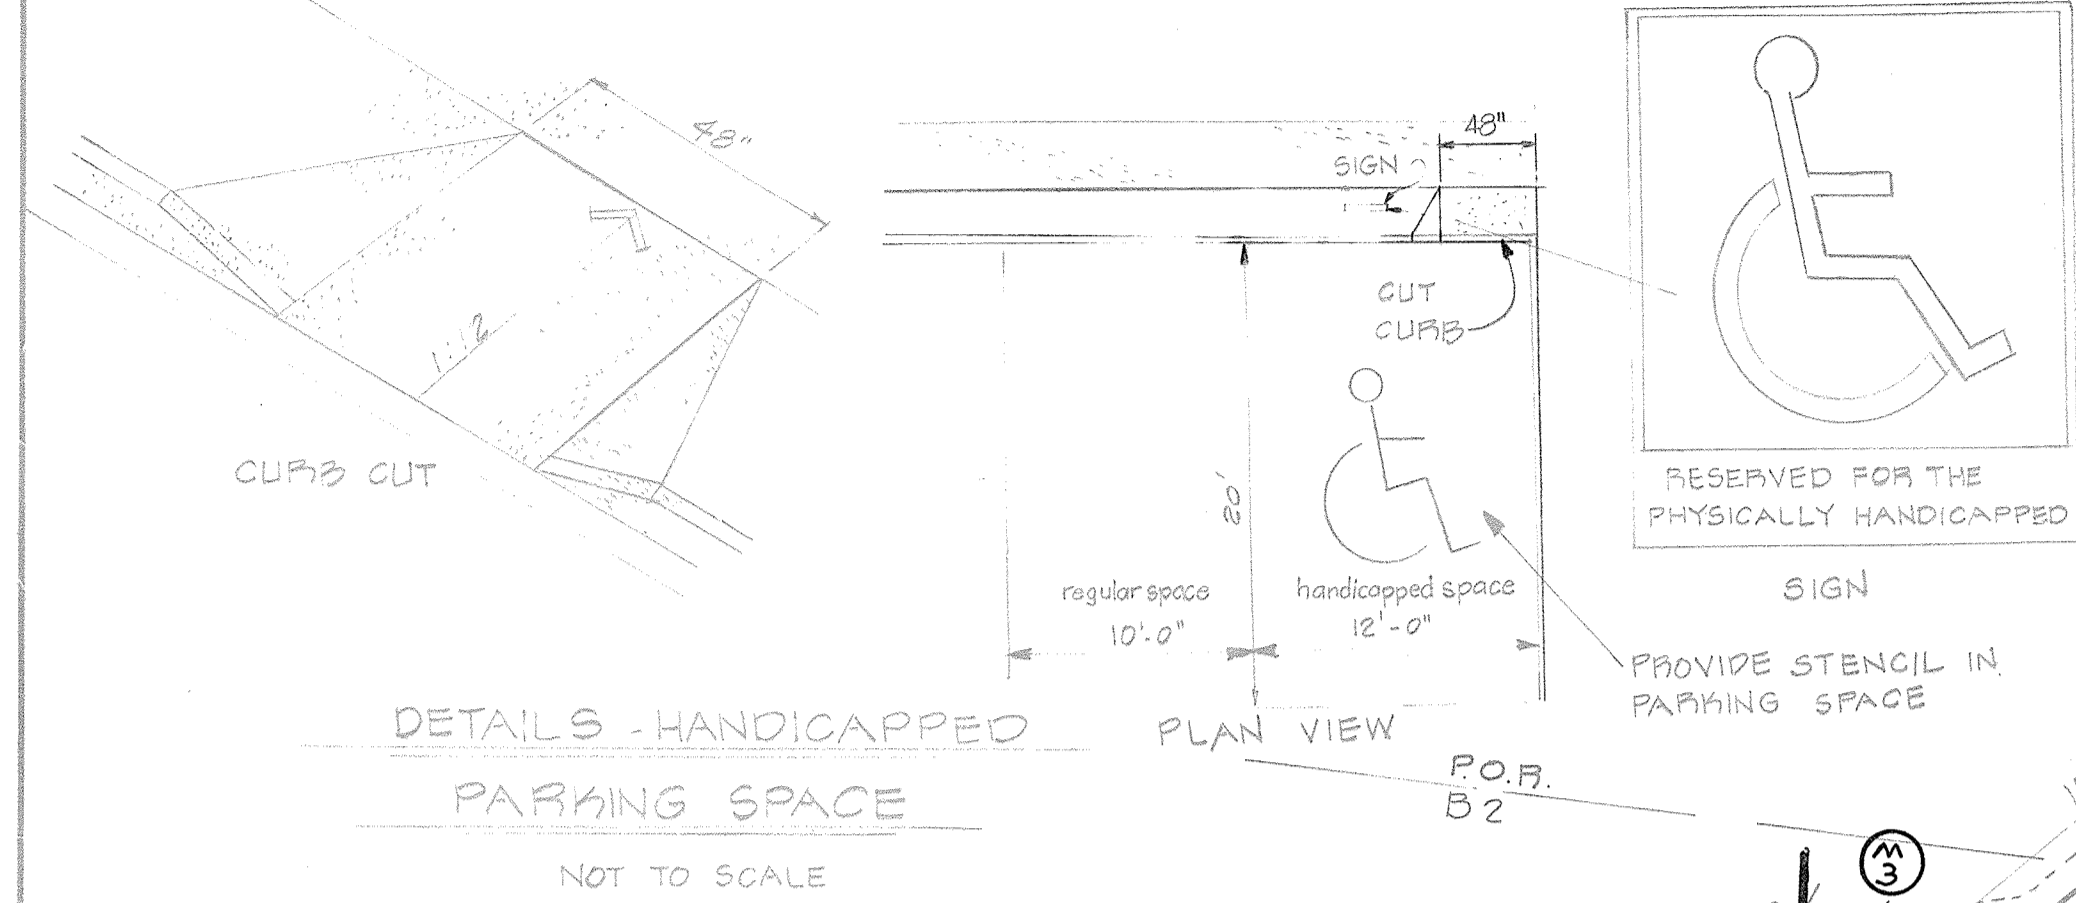 48"
1:12
CURB CUT
48"
SIGN
CUT
CURB
20'
regular space
10'-0"
handicapped space
12'-0"
RESERVED FOR THE
PHYSICALLY HANDICAPPED
SIGN
PROVIDE STENCIL IN
PARKING SPACE
PLAN VIEW
DETAILS - HANDICAPPED
PARKING SPACE
NOT TO SCALE
P.O.R.
B2
M
3